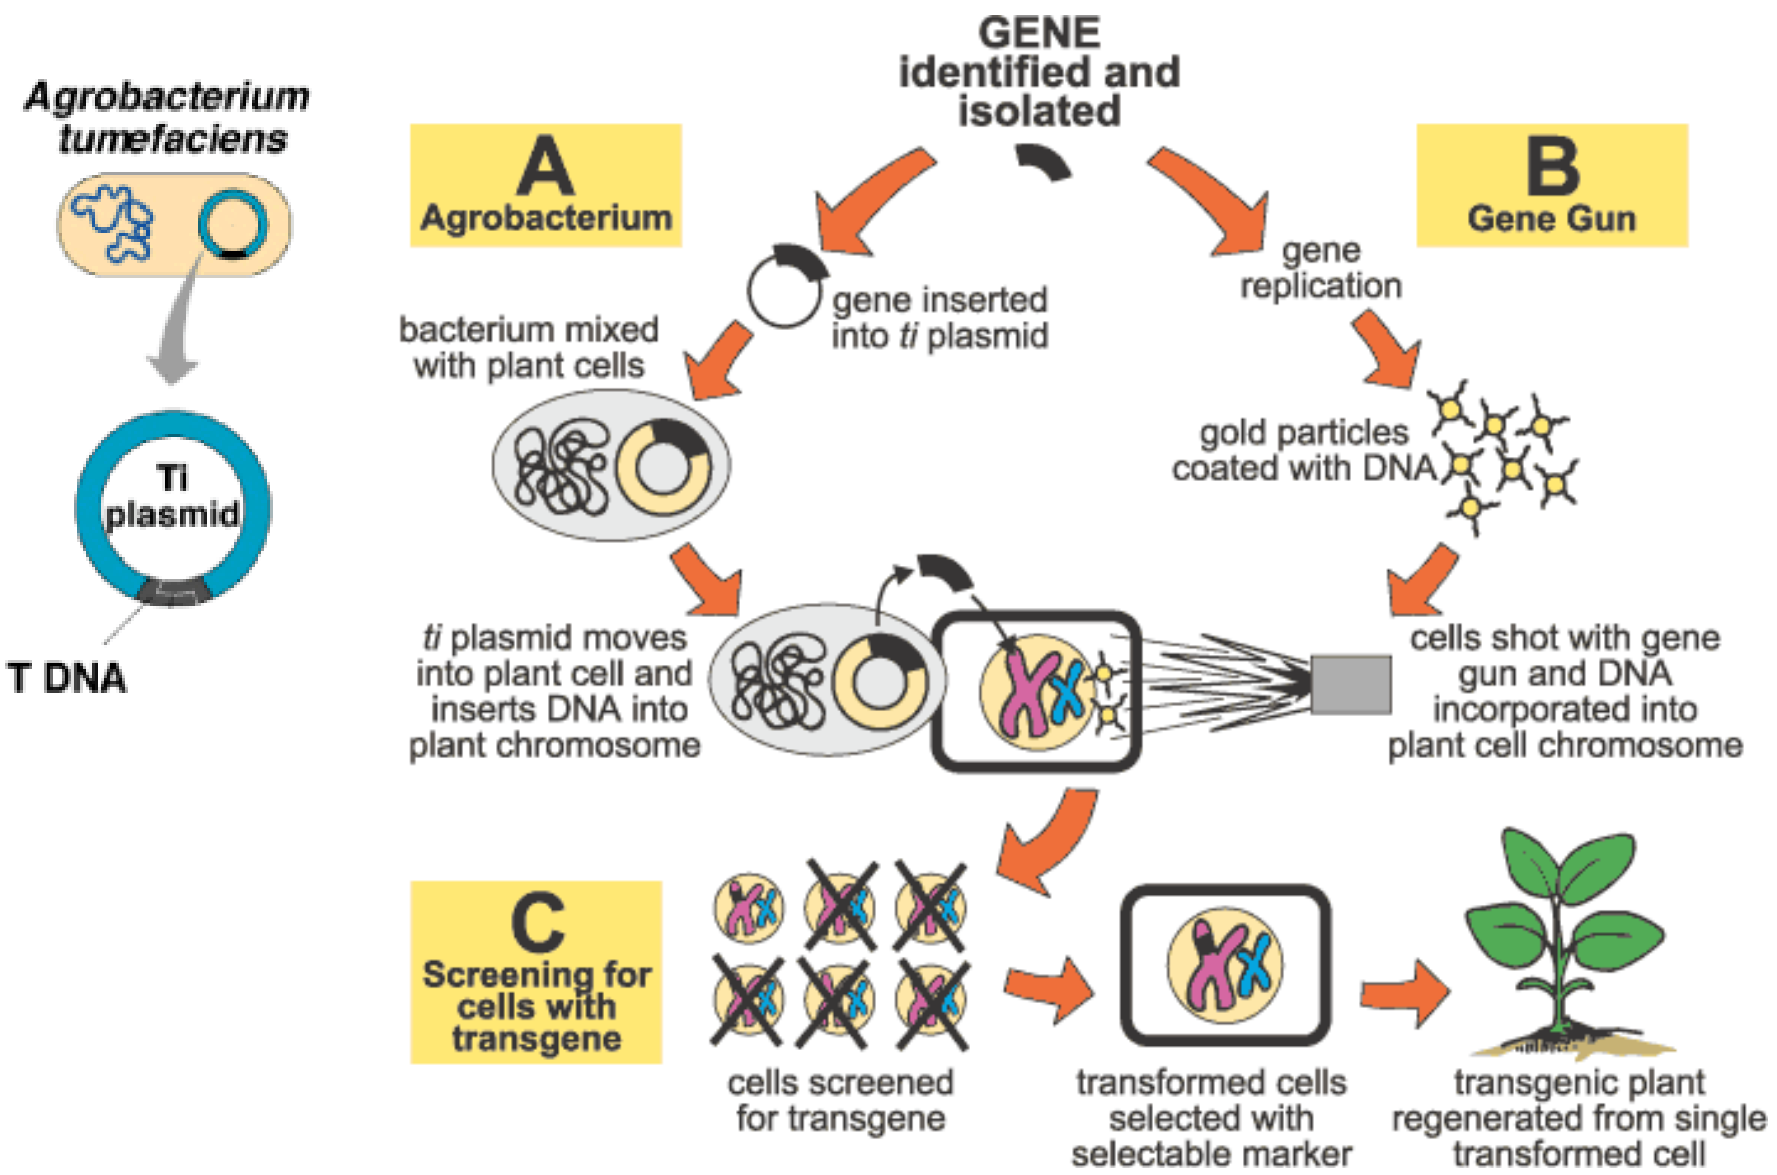 Agrobacterium
tumefaciens
Ti
plasmid
T DNA
GENE
identified and
isolated
A
Agrobacterium
gene inserted
into ti plasmid
bacterium mixed
with plant cells
ti plasmid moves
into plant cell and
inserts DNA into
plant chromosome
B
Gene Gun
gene
replication
gold particles
coated with DNA
cells shot with gene
gun and DNA
incorporated into
plant cell chromosome
C
Screening for
cells with
transgene
cells screened
for transgene
transformed cells
selected with
selectable marker
transgenic plant
regenerated from single
transformed cell